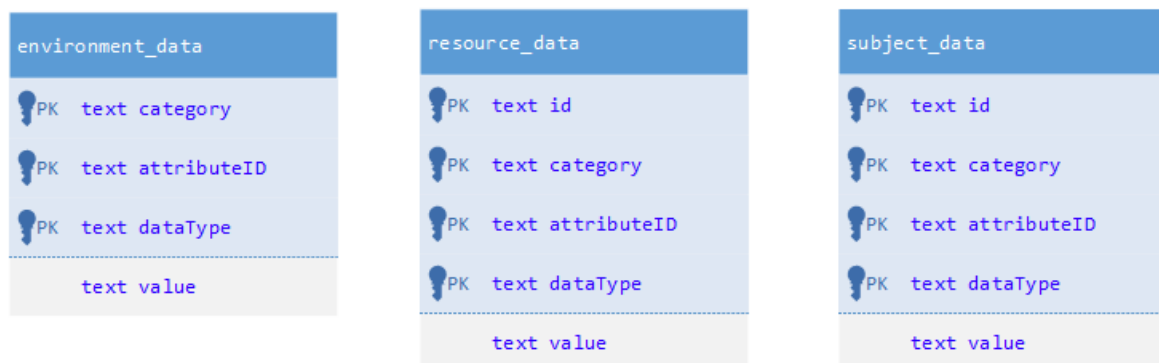 environment_data
PK text category
PK text attributeID
PK text dataType
text value
resource_data
PK text id
PK text category
PK text attributeID
PK text dataType
text value
subject_data
PK text id
PK text category
PK text attributeID
PK text dataType
text value